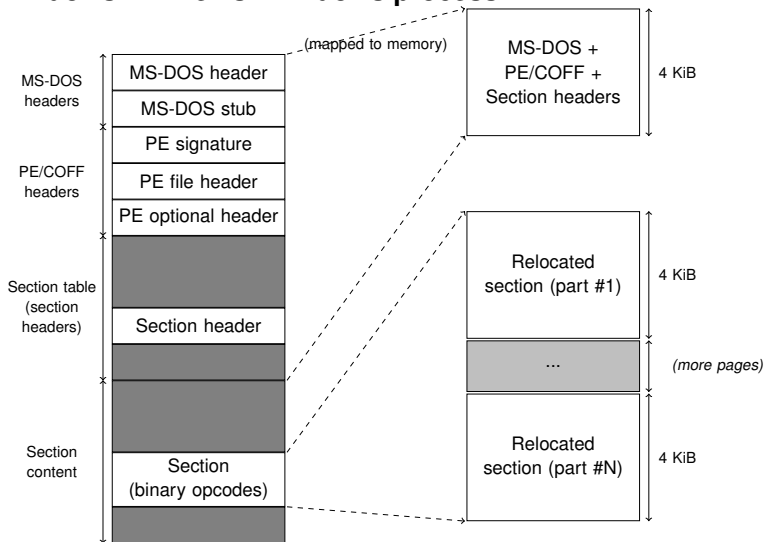 process
(mapped to memory)
MS-DOS
headers
MS-DOS header
MS-DOS stub
PE/COFF
headers
PE signature
PE file header
PE optional header
Section table
(section
headers)
Section header
Section
content
Section
(binary opcodes)
MS-DOS +
PE/COFF +
Section headers
4 KiB
Relocated
section (part #1)
4 KiB
...
(more pages)
Relocated
section (part #N)
4 KiB